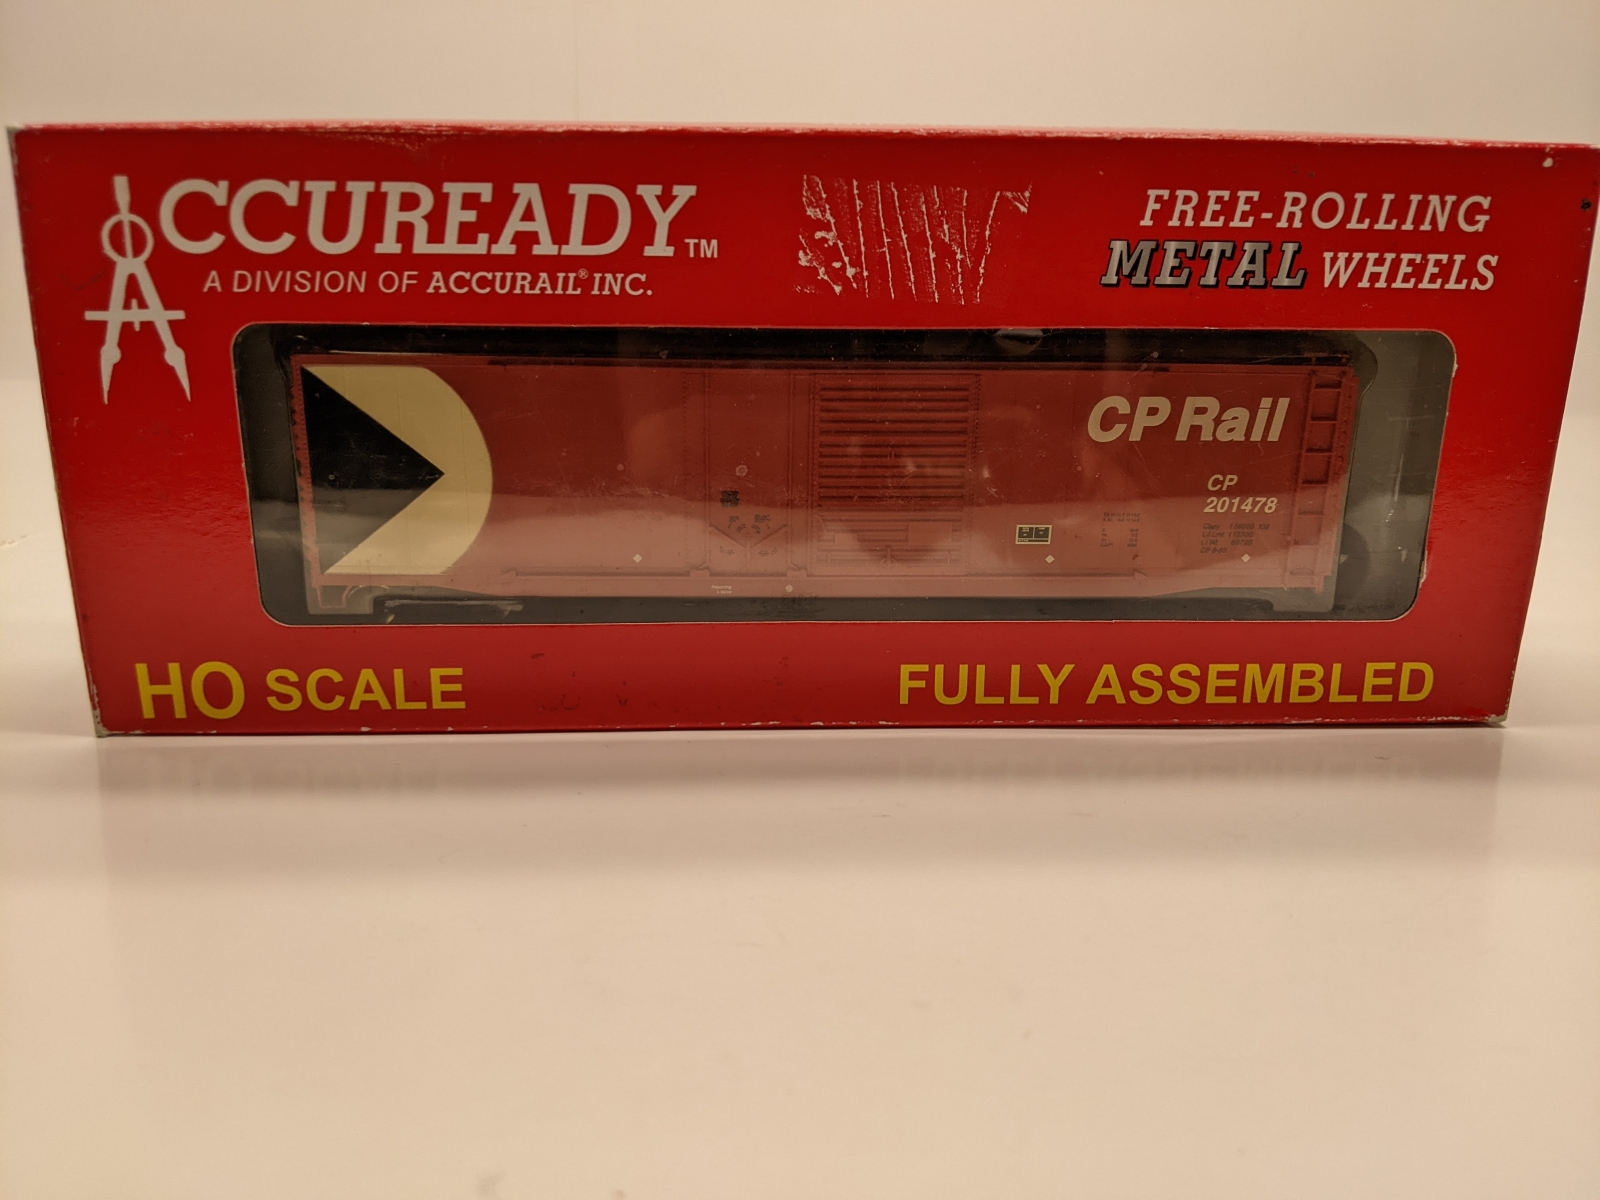 ACCUREADY™
A DIVISION OF ACCURAIL® INC.
FREE-ROLLING
METAL WHEELS
CP Rail
CP
201478
HO SCALE
FULLY ASSEMBLED